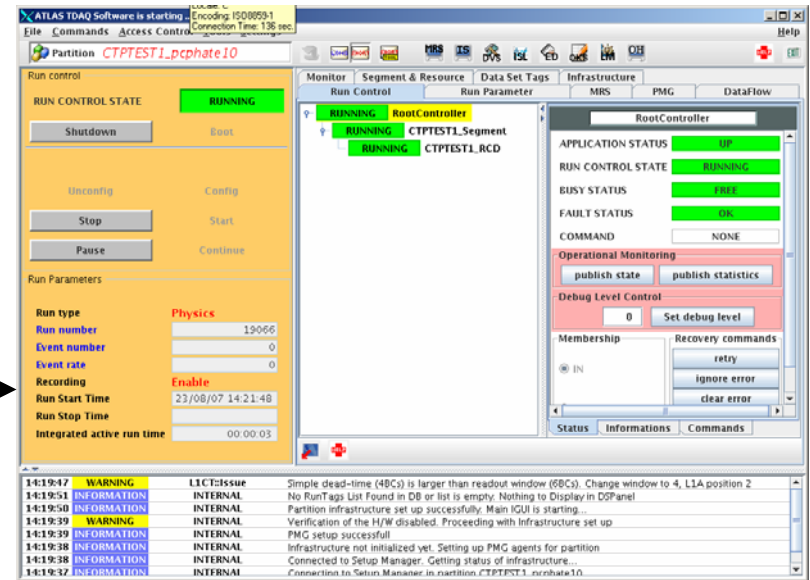 ATLAS TDAQ Software is starting ..
Encoding: ISO8859-1
Connection Time: 136 sec.
File Commands Access Control Settings Help
Partition CTPTEST1_pcphate10
MRS IS DVS ISL OH
Run control
RUN CONTROL STATE RUNNING
Shutdown Boot
Unconfig Config
Stop Start
Pause Continue
Run Parameters
Run type Physics
Run number 19066
Event number 0
Event rate 0
Recording Enable
Run Start Time 23/08/07 14:21:48
Run Stop Time
Integrated active run time 00:00:03
Monitor Segment & Resource Data Set Tags Infrastructure
Run Control Run Parameter MRS PMG DataFlow
RUNNING RootController
RUNNING CTPTEST1_Segment
RUNNING CTPTEST1_RCD
RootController
APPLICATION STATUS UP
RUN CONTROL STATE RUNNING
BUSY STATUS FREE
FAULT STATUS OK
COMMAND NONE
Operational Monitoring
publish state publish statistics
Debug Level Control
0 Set debug level
Membership Recovery commands
IN
retry
ignore error
clear error
Status Informations Commands
14:19:47 WARNING L1CT::Issue Simple dead-time (4BCs) is larger than readout window (6BCs). Change window to 4, L1A position 2
14:19:51 INFORMATION INTERNAL No RunTags List Found in DB or list is empty. Nothing to Display in DSPanel
14:19:50 INFORMATION INTERNAL Partition infrastructure set up successfully. Main IGUI is starting...
14:19:39 WARNING INTERNAL Verification of the H/W disabled. Proceeding with Infrastructure set up
14:19:39 INFORMATION INTERNAL PMG setup successfull
14:19:38 INFORMATION INTERNAL Infrastructure not initialized yet. Setting up PMG agents for partition
14:19:38 INFORMATION INTERNAL Connected to Setup Manager. Getting status of infrastructure...
14:19:37 INFORMATION INTERNAL Connecting to Setup Manager in partition CTPTEST1_pcphate10